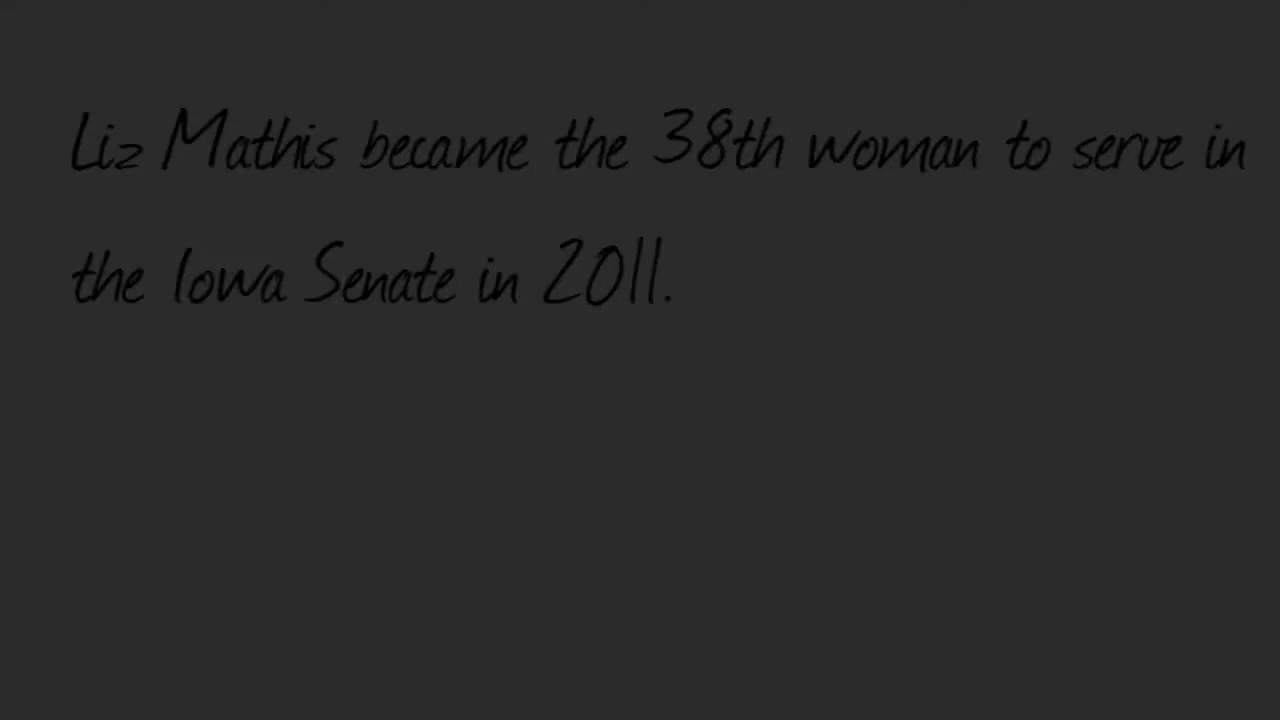 Liz Mathis became the 38th woman to serve in
the Iowa Senate in 2011.